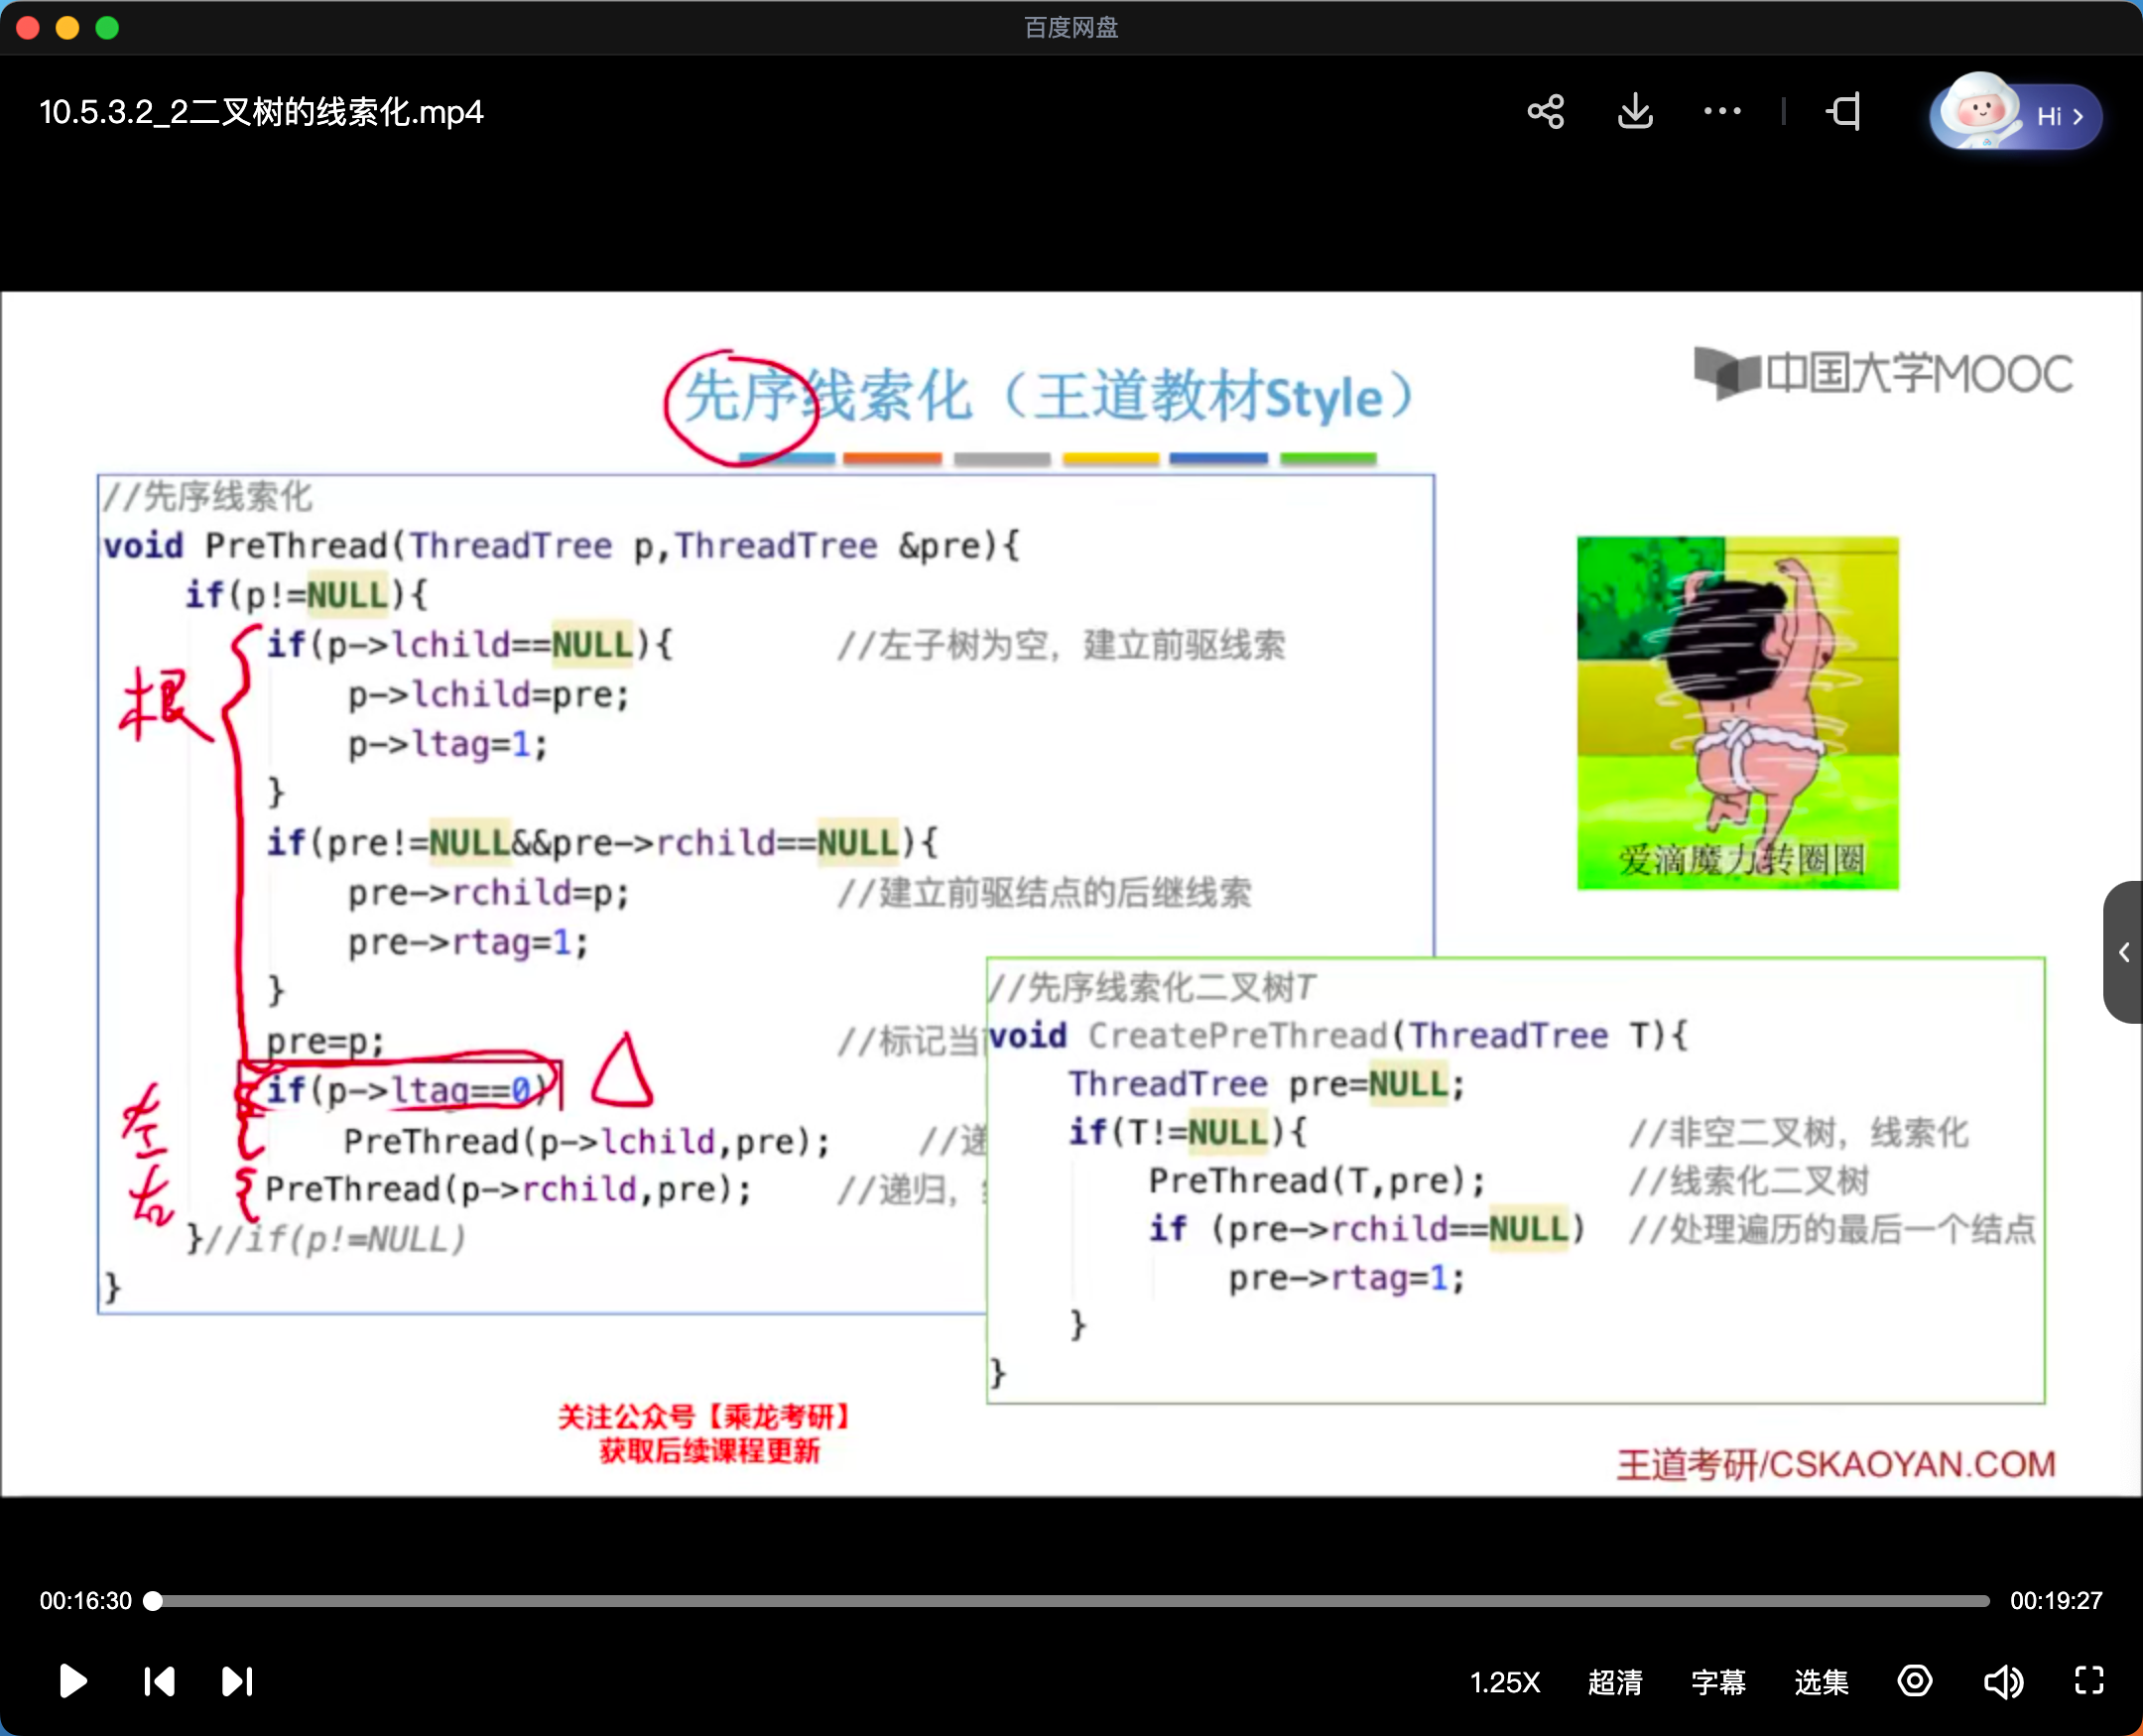 百度网盘
10.5.3.2_2二叉树的线索化.mp4
Hi
先序线索化（王道教材Style）
中国大学MOOC
//先序线索化
void PreThread(ThreadTree p,ThreadTree &pre){
if(p!=NULL){
根
if(p->lchild==NULL){ //左子树为空，建立前驱线索
p->lchild=pre;
p->ltag=1;
}
if(pre!=NULL&&pre->rchild==NULL){
pre->rchild=p; //建立前驱结点的后继线索
pre->rtag=1;
}
pre=p; //标记当
if(p->ltag==0)
左
PreThread(p->lchild,pre); //递
右
PreThread(p->rchild,pre); //递归，
}//if(p!=NULL)
}
爱滴魔力转圈圈
//先序线索化二叉树T
void CreatePreThread(ThreadTree T){
ThreadTree pre=NULL;
if(T!=NULL){ //非空二叉树，线索化
PreThread(T,pre); //线索化二叉树
if (pre->rchild==NULL) //处理遍历的最后一个结点
pre->rtag=1;
}
}
关注公众号【乘龙考研】
获取后续课程更新
王道考研/CSKAOYAN.COM
00:16:30
00:19:27
1.25X
超清
字幕
选集